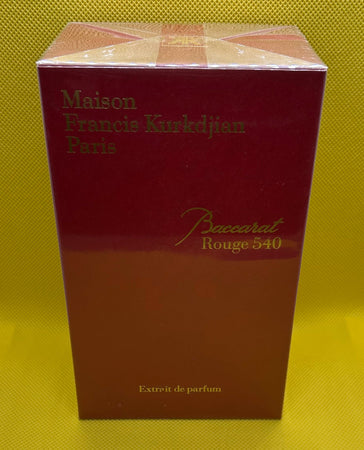 Maison
Francis Kurkdjian
Paris
Baccarat
Rouge 540
Extrait de parfum